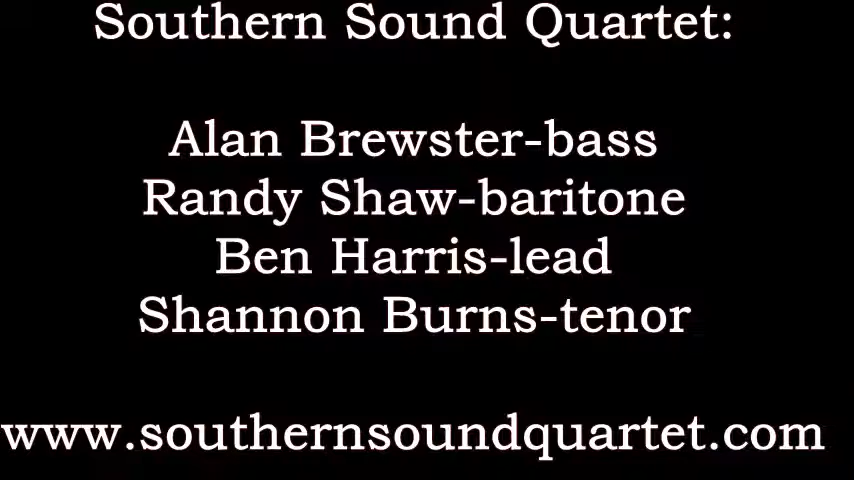 Southern Sound Quartet:
Alan Brewster-bass
Randy Shaw-baritone
Ben Harris-lead
Shannon Burns-tenor
www.southernsoundquartet.com